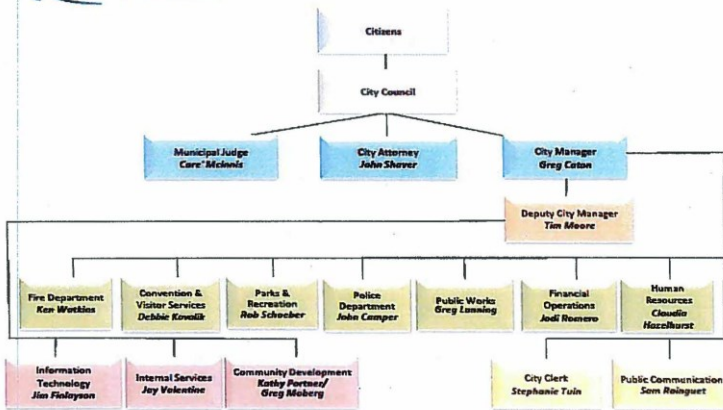 Citizens
City Council
Municipal Judge
Care' McInnis
City Attorney
John Shaver
City Manager
Greg Caton
Deputy City Manager
Tim Moore
Fire Department
Ken Watkins
Convention &
Visitor Services
Debbie Kovalik
Parks &
Recreation
Rob Schoeber
Police
Department
John Camper
Public Works
Greg Lanning
Financial
Operations
Jodi Romero
Human
Resources
Claudia
Hazelhurst
Information
Technology
Jim Finlayson
Internal Services
Jay Valentine
Community Development
Kathy Portner/
Greg Moberg
City Clerk
Stephanie Tuin
Public Communication
Sam Rainguet